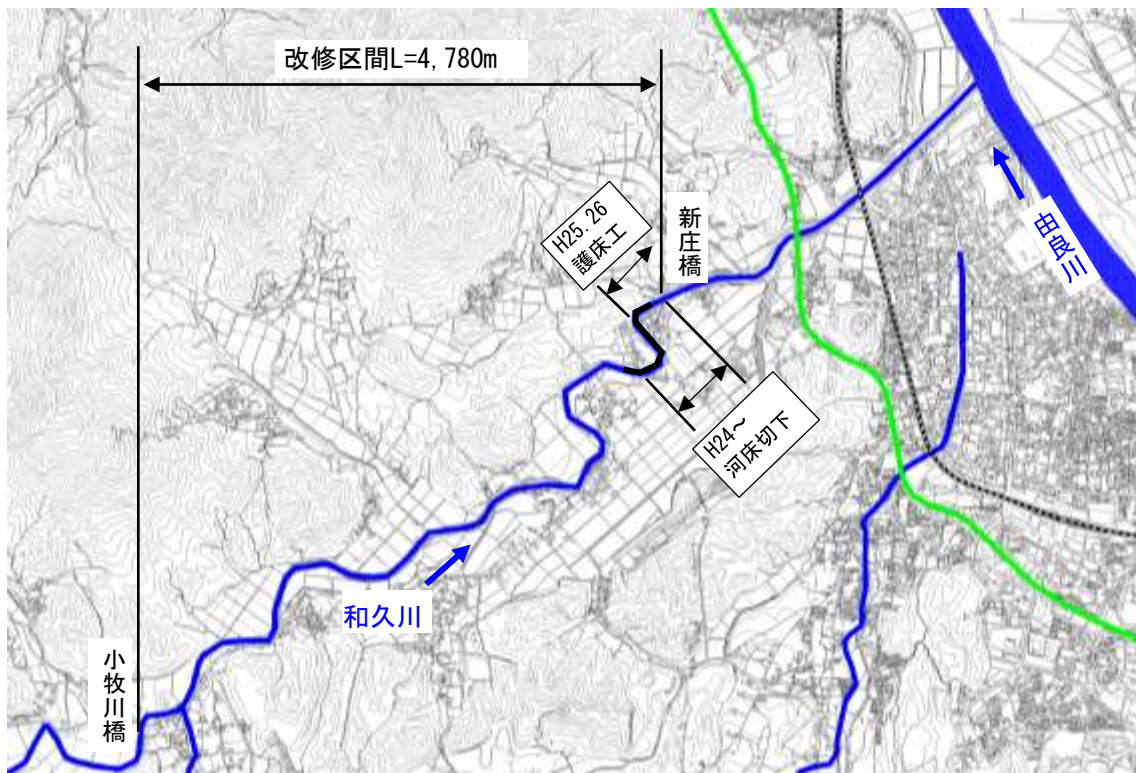 改修区間L=4,780m
H25.26
護床工
新庄橋
由良川
H24～
河床切下
和久川
小牧川橋